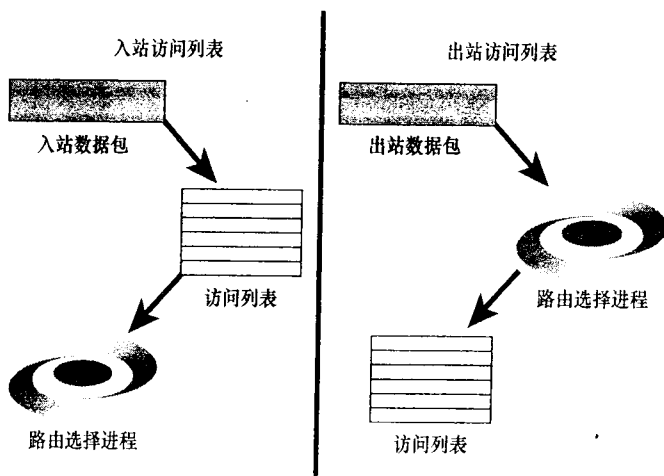 入站访问列表
入站数据包
访问列表
路由选择进程
出站访问列表
出站数据包
路由选择进程
访问列表